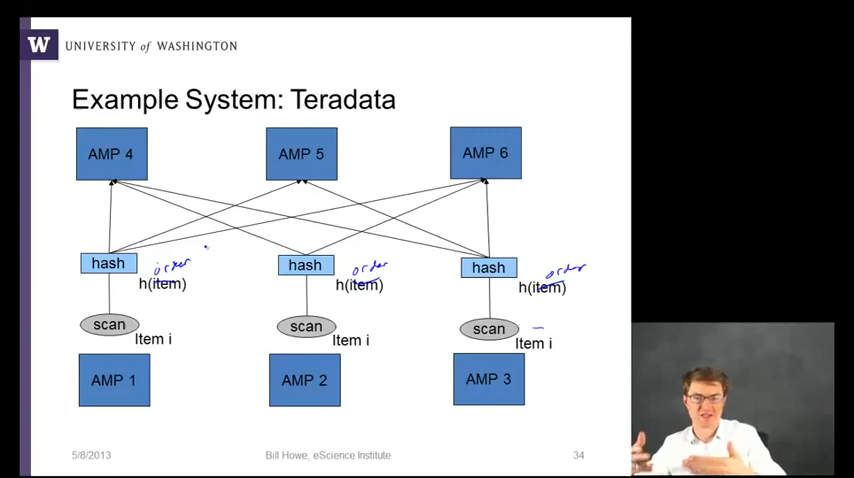 W UNIVERSITY of WASHINGTON
Example System: Teradata
AMP 4 AMP 5 AMP 6
hash hash hash
order order order
h(item) h(item) h(item)
scan scan scan
Item i Item i Item i
AMP 1 AMP 2 AMP 3
5/8/2013 Bill Howe, eScience Institute 34